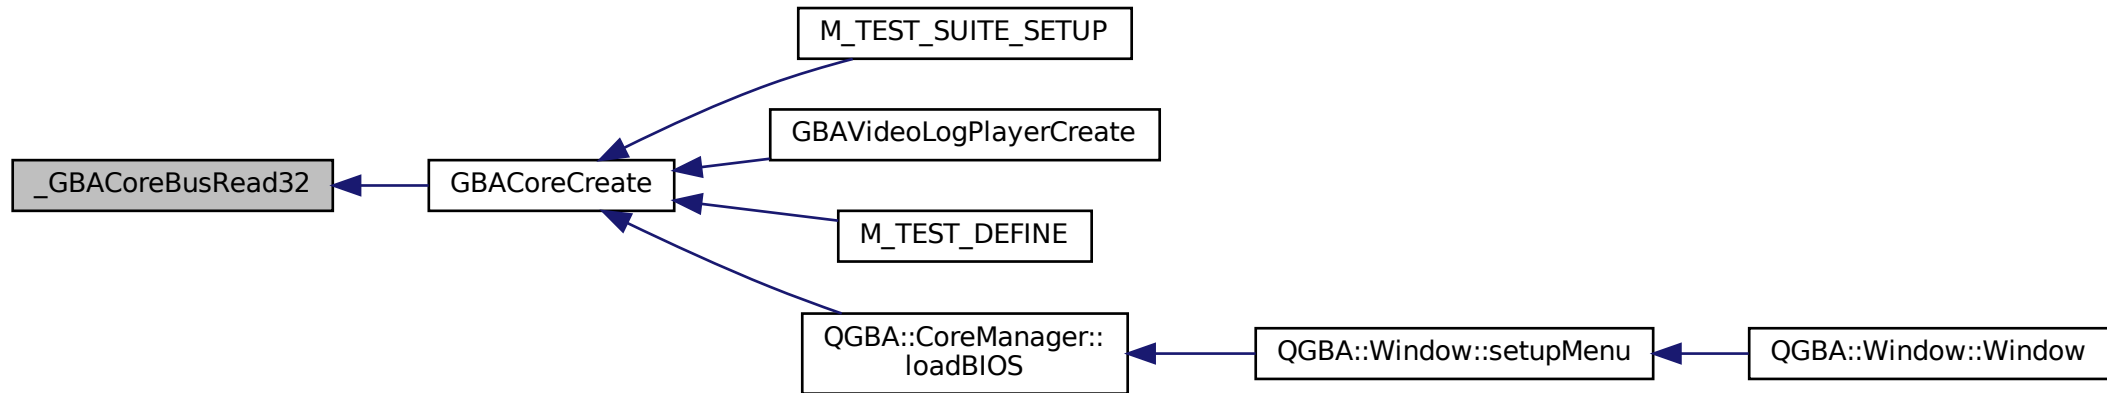 M_TEST_SUITE_SETUP
GBAVideoLogPlayerCreate
_GBACoreBusRead32
GBACoreCreate
M_TEST_DEFINE
QGBA::CoreManager::
loadBIOS
QGBA::Window::setupMenu
QGBA::Window::Window